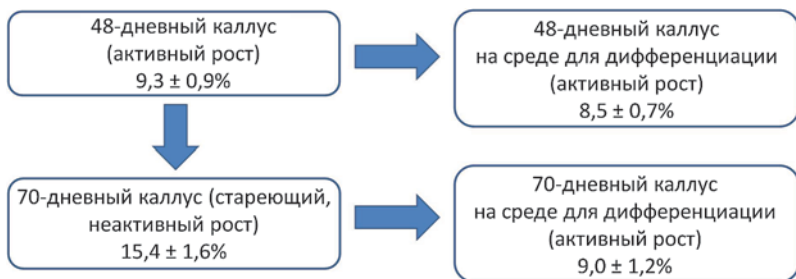 48-дневный каллус
(активный рост)
9,3 ± 0,9%
48-дневный каллус
на среде для дифференциации
(активный рост)
8,5 ± 0,7%
70-дневный каллус (стареющий,
неактивный рост)
15,4 ± 1,6%
70-дневный каллус
на среде для дифференциации
(активный рост)
9,0 ± 1,2%